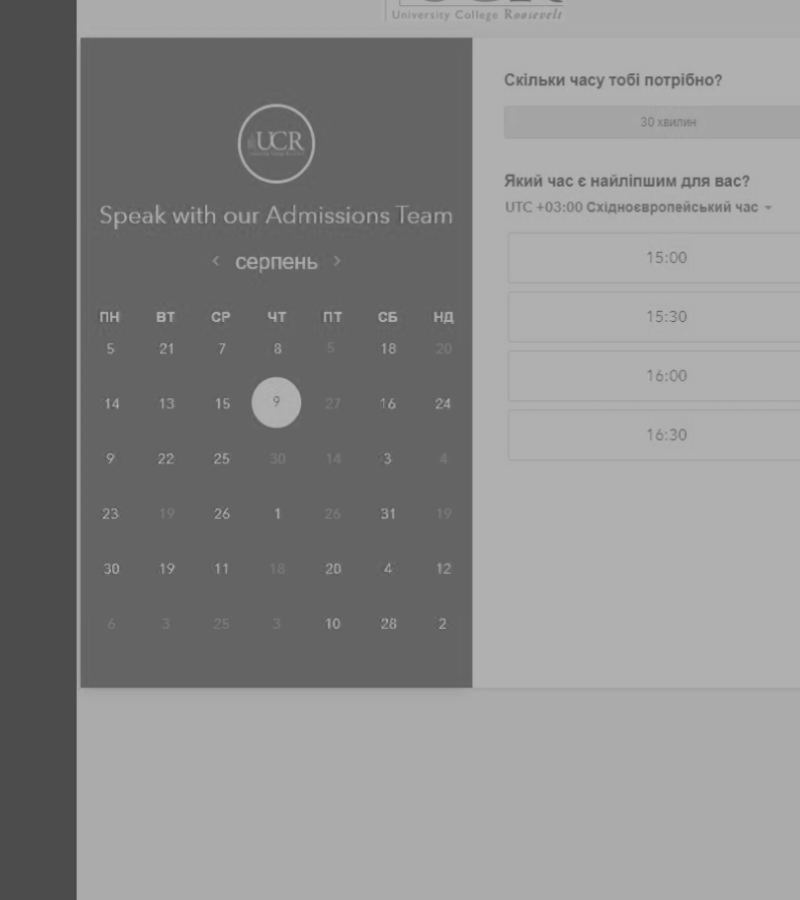 University College Roosevelt
UCR
Speak with our Admissions Team
< серпень >
ПН ВТ СР ЧТ ПТ СБ НД
5 21 7 8 5 18 20
14 13 15 9 27 16 24
9 22 25 30 14 3 4
23 19 26 1 26 31 19
30 19 11 18 20 4 12
6 3 25 3 10 28 2
Скільки часу тобі потрібно?
30 хвилин
Який час є найліпшим для вас?
UTC +03:00 Східноєвропейський час
15:00
15:30
16:00
16:30